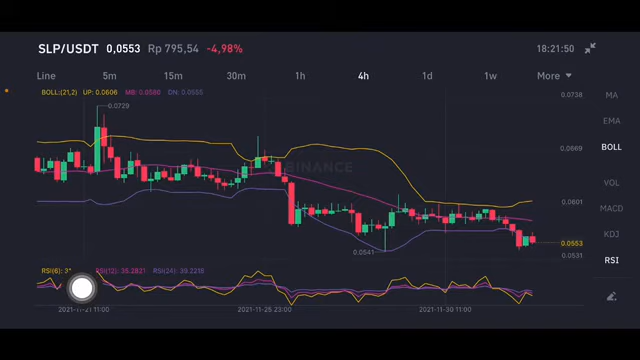 SLP/USDT 0,0553 Rp 795,54 -4,98% 18:21:50
Line 5m 15m 30m 1h 4h 1d 1w More
BOLL:(21,2) UP: 0.0606 MB: 0.0580 DN: 0.0555
0.0738
MA
0.0729
EMA
0.0669
BOLL
BINANCE
VOL
0.0601
MACD
KDJ
0.0553
0.0541
0.0531
RSI
RSI(6): 3 RSI(12): 35.2821 RSI(24): 39.2218
2021-11-21 11:00 2021-11-25 23:00 2021-11-30 11:00